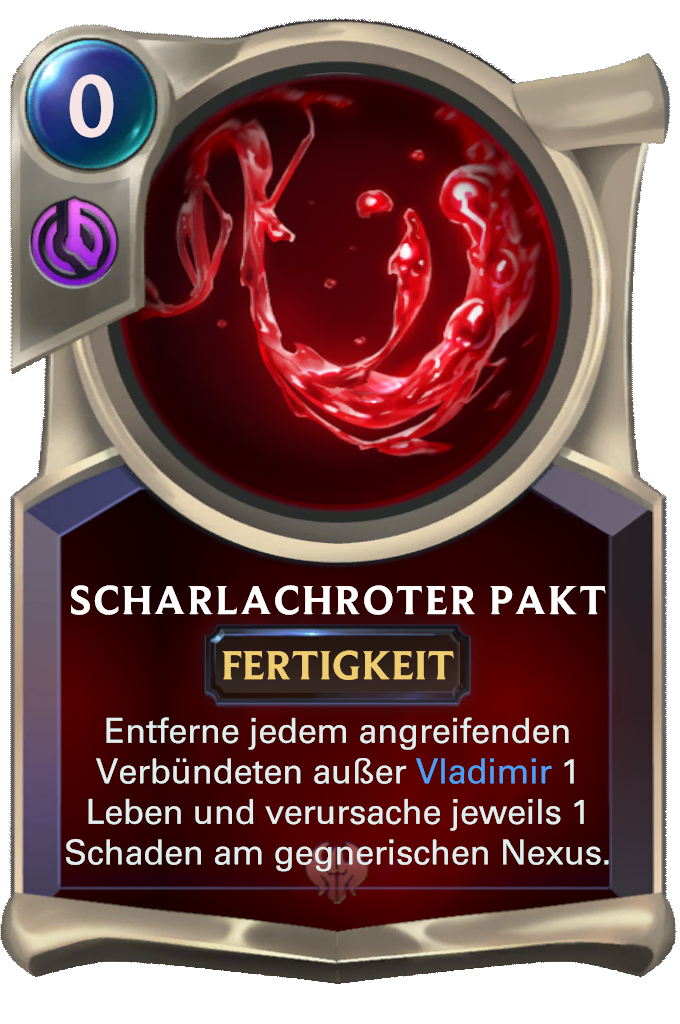 0
SCHARLACHROTER PAKT
FERTIGKEIT
Entferne jedem angreifenden
Verbündeten außer Vladimir 1
Leben und verursache jeweils 1
Schaden am gegnerischen Nexus.